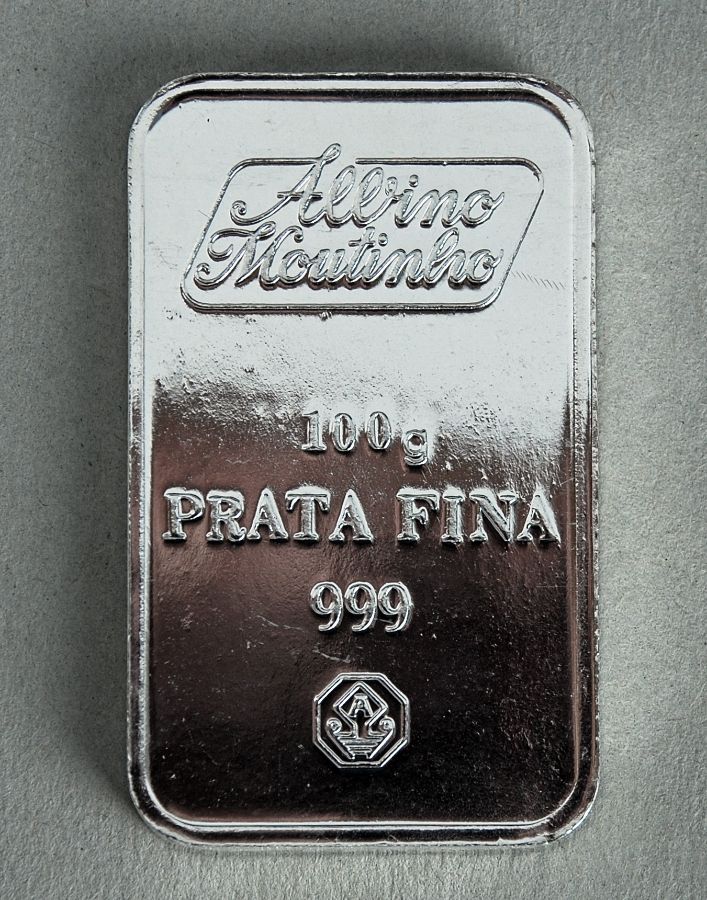 Albino
Moutinho
100g
PRATA FINA
999
A